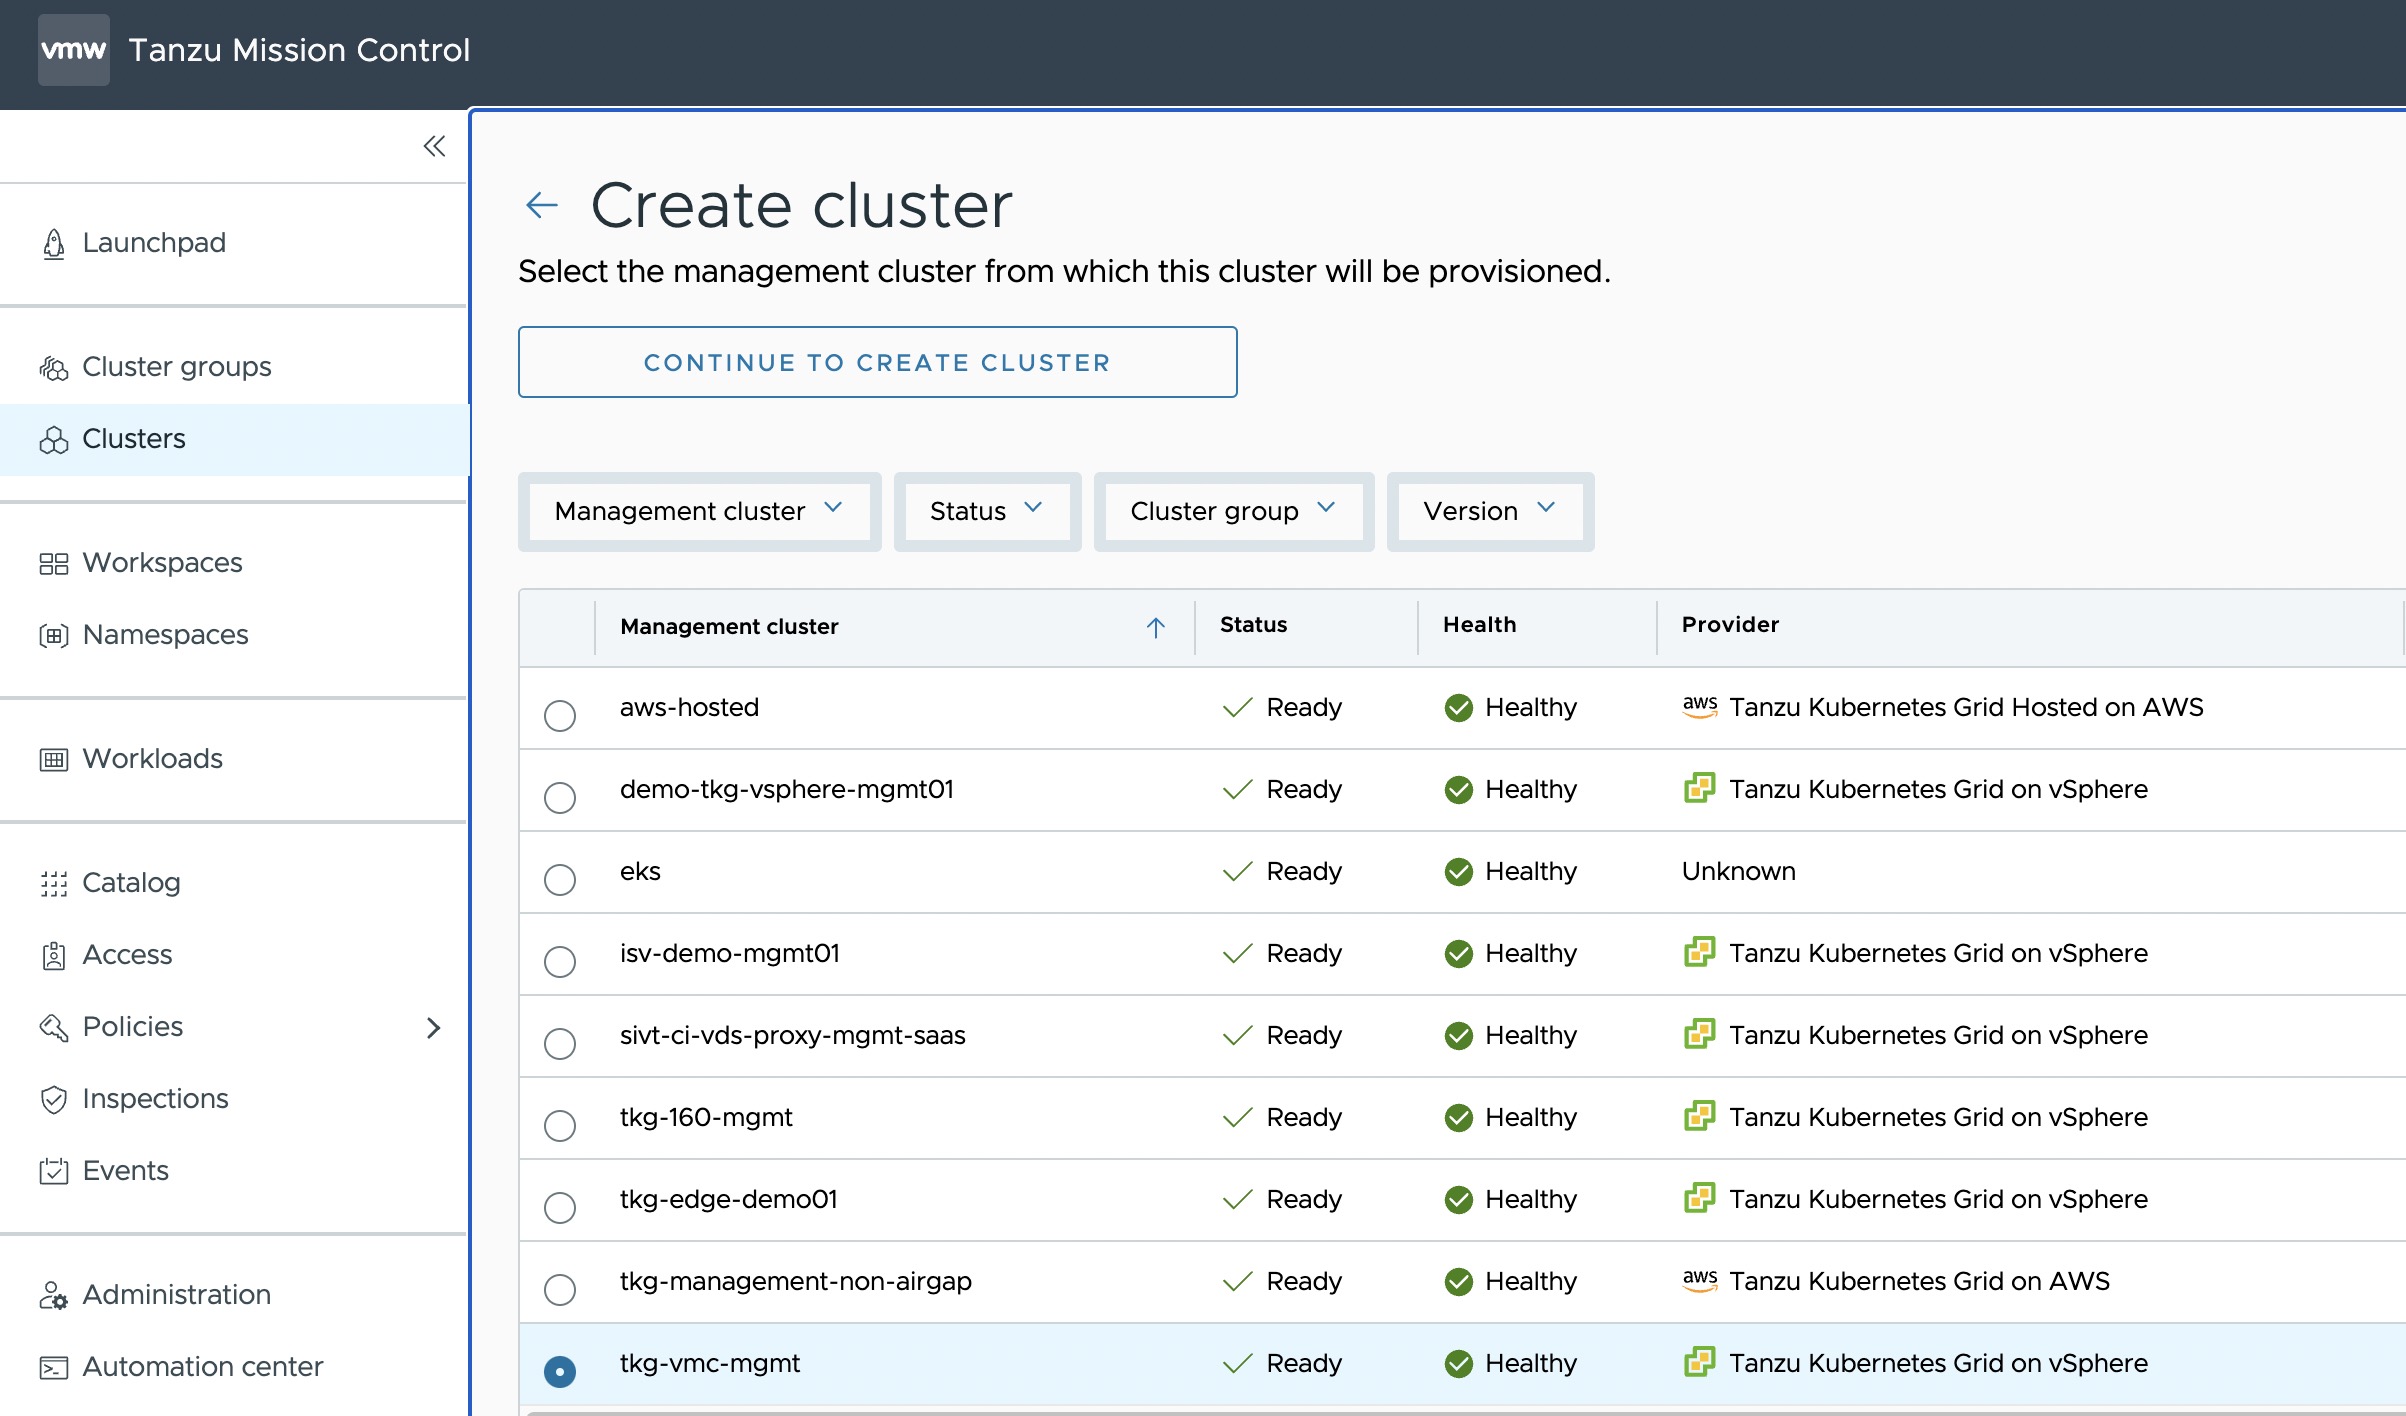 vmw Tanzu Mission Control
Launchpad
Cluster groups
Clusters
Workspaces
Namespaces
Workloads
Catalog
Access
Policies
Inspections
Events
Administration
Automation center
Create cluster
Select the management cluster from which this cluster will be provisioned.
CONTINUE TO CREATE CLUSTER
Management cluster Status Cluster group Version
Management cluster Status Health Provider
aws-hosted Ready Healthy aws Tanzu Kubernetes Grid Hosted on AWS
demo-tkg-vsphere-mgmt01 Ready Healthy Tanzu Kubernetes Grid on vSphere
eks Ready Healthy Unknown
isv-demo-mgmt01 Ready Healthy Tanzu Kubernetes Grid on vSphere
sivt-ci-vds-proxy-mgmt-saas Ready Healthy Tanzu Kubernetes Grid on vSphere
tkg-160-mgmt Ready Healthy Tanzu Kubernetes Grid on vSphere
tkg-edge-demo01 Ready Healthy Tanzu Kubernetes Grid on vSphere
tkg-management-non-airgap Ready Healthy aws Tanzu Kubernetes Grid on AWS
tkg-vmc-mgmt Ready Healthy Tanzu Kubernetes Grid on vSphere